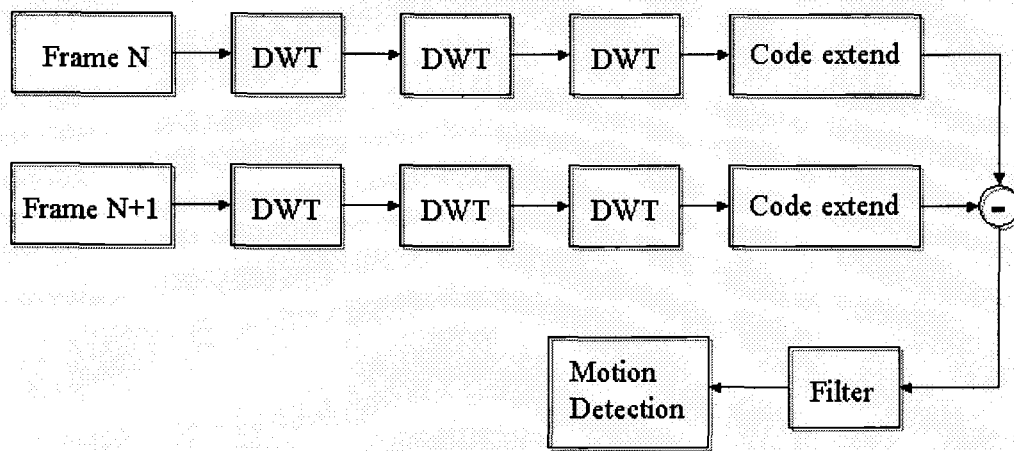 Frame N
DWT
DWT
DWT
Code extend
Frame N+1
DWT
DWT
DWT
Code extend
-
Motion
Detection
Filter